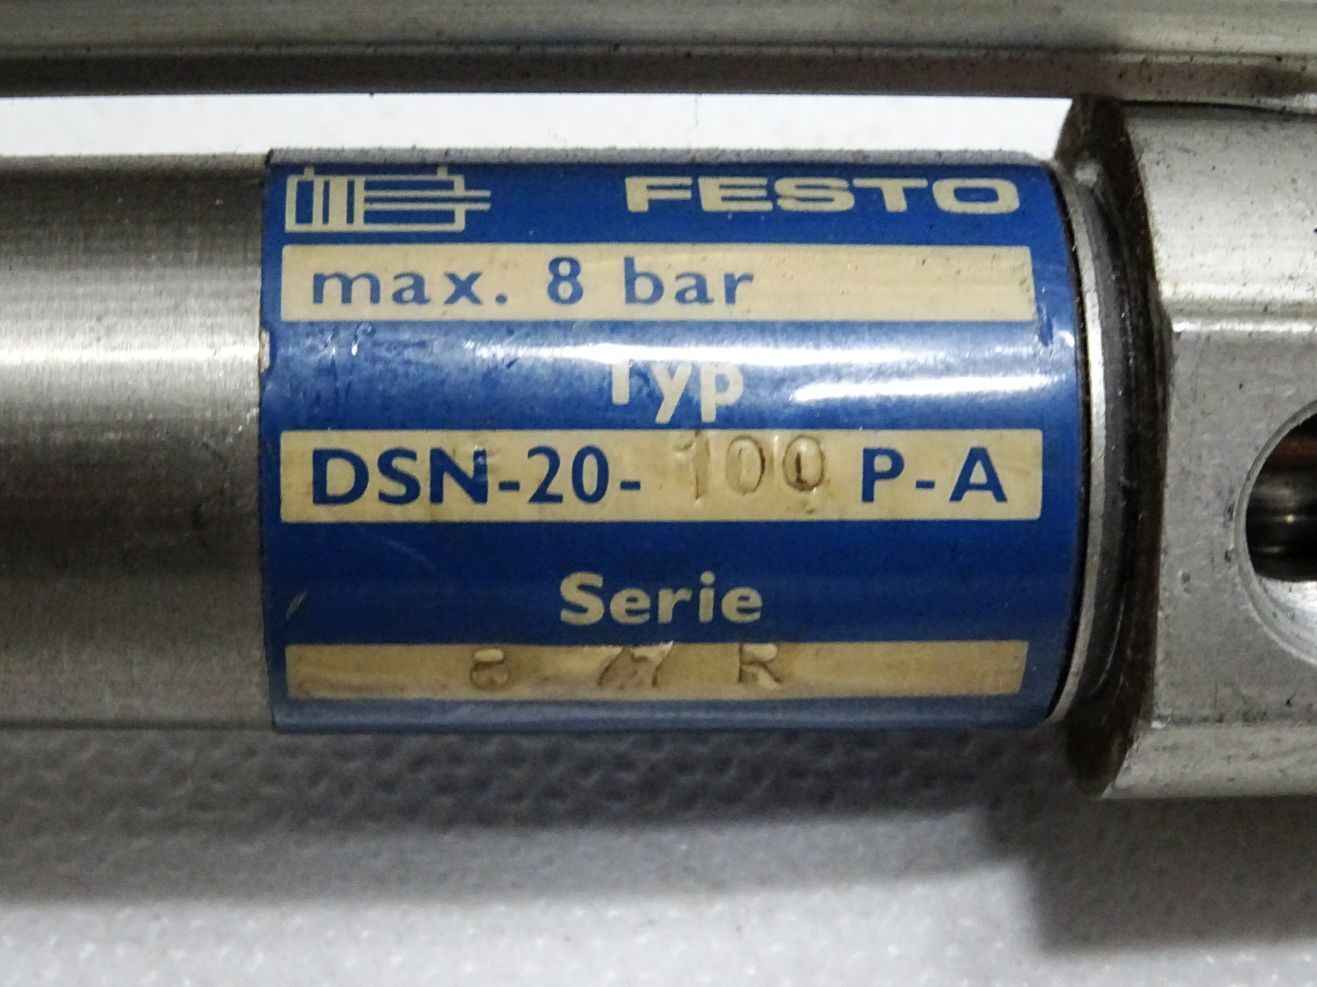 FESTO
max. 8 bar
Typ
DSN-20-100 P-A
Serie
R